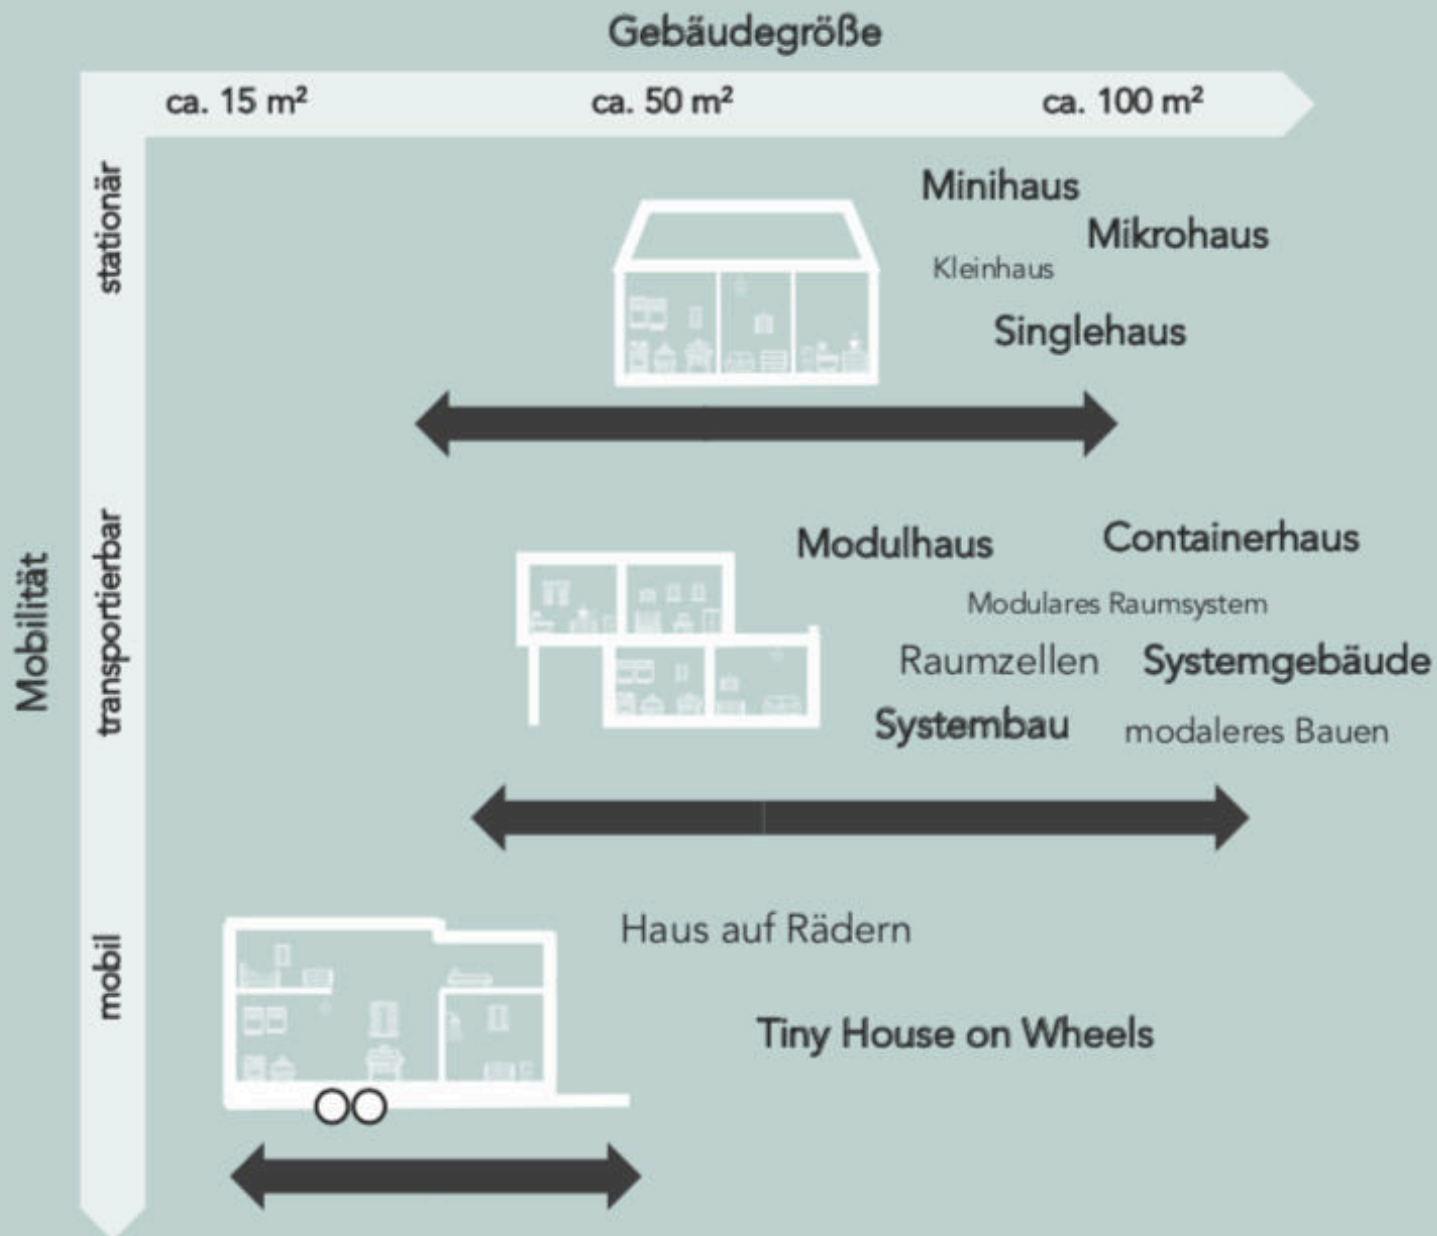 Gebäudegröße
ca. 15 m² ca. 50 m² ca. 100 m²
Mobilität
stationär
Minihaus
Mikrohaus
Kleinhaus
Singlehaus
transportierbar
Modulhaus Containerhaus
Modulares Raumsystem
Raumzellen Systemgebäude
Systembau modaleres Bauen
mobil
Haus auf Rädern
Tiny House on Wheels